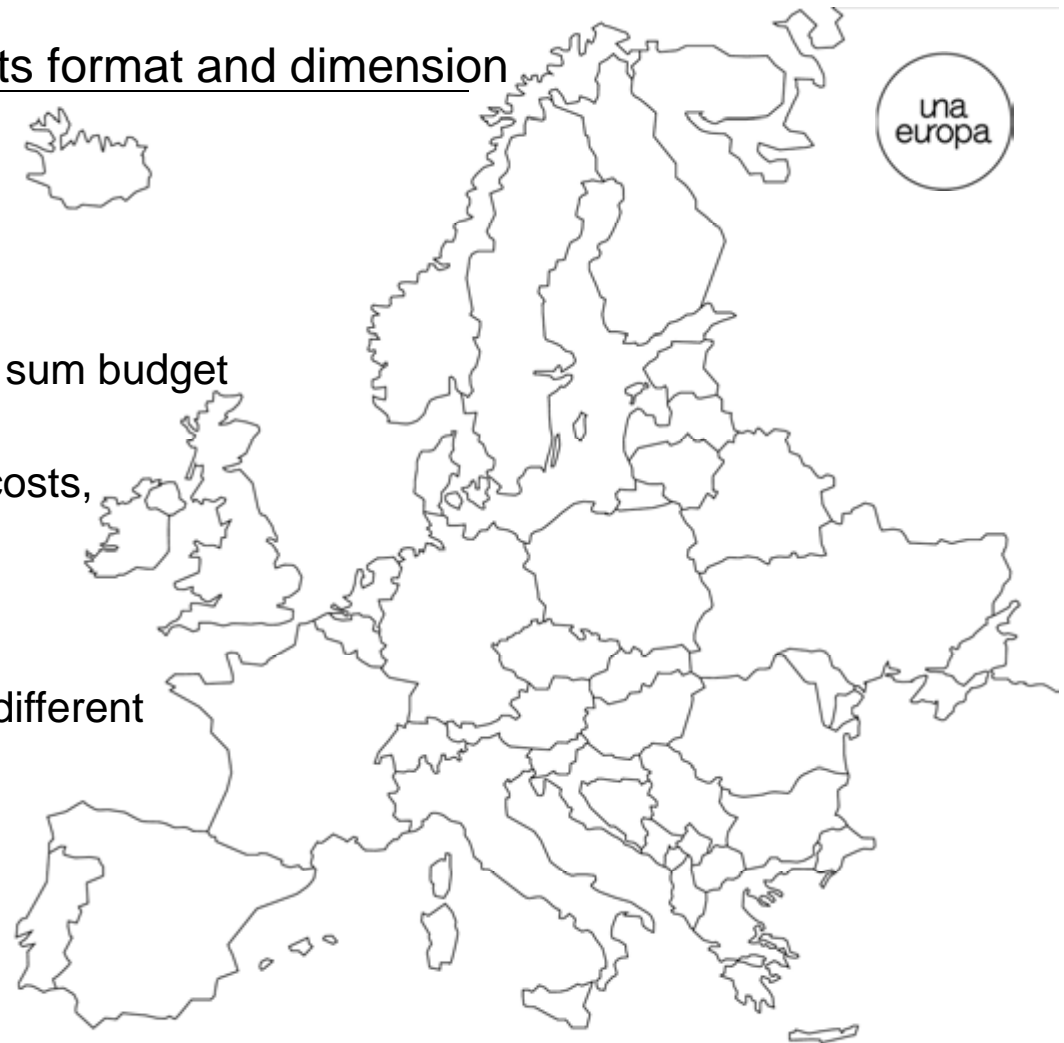 ts format and dimension
una
europa
sum budget
costs,
different